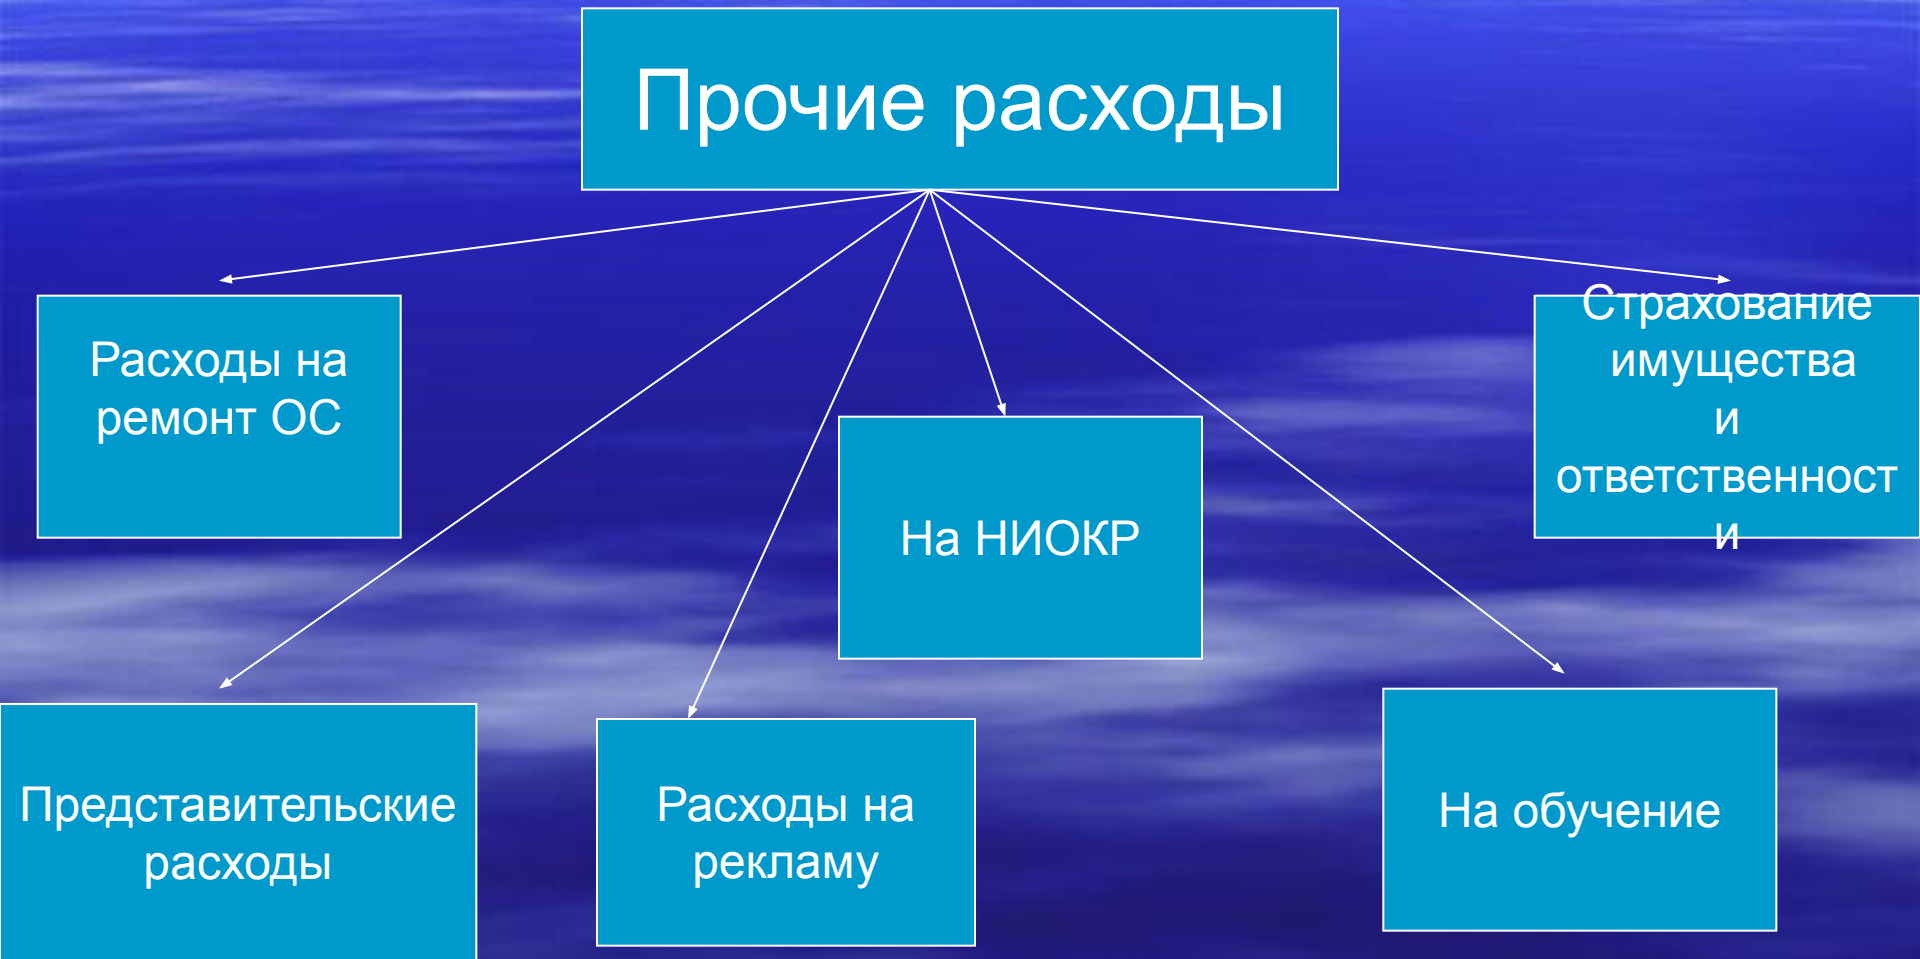 Прочие расходы
Расходы на
ремонт ОС
Страхование
имущества
и
ответственност
и
На НИОКР
Представительские
расходы
Расходы на
рекламу
На обучение